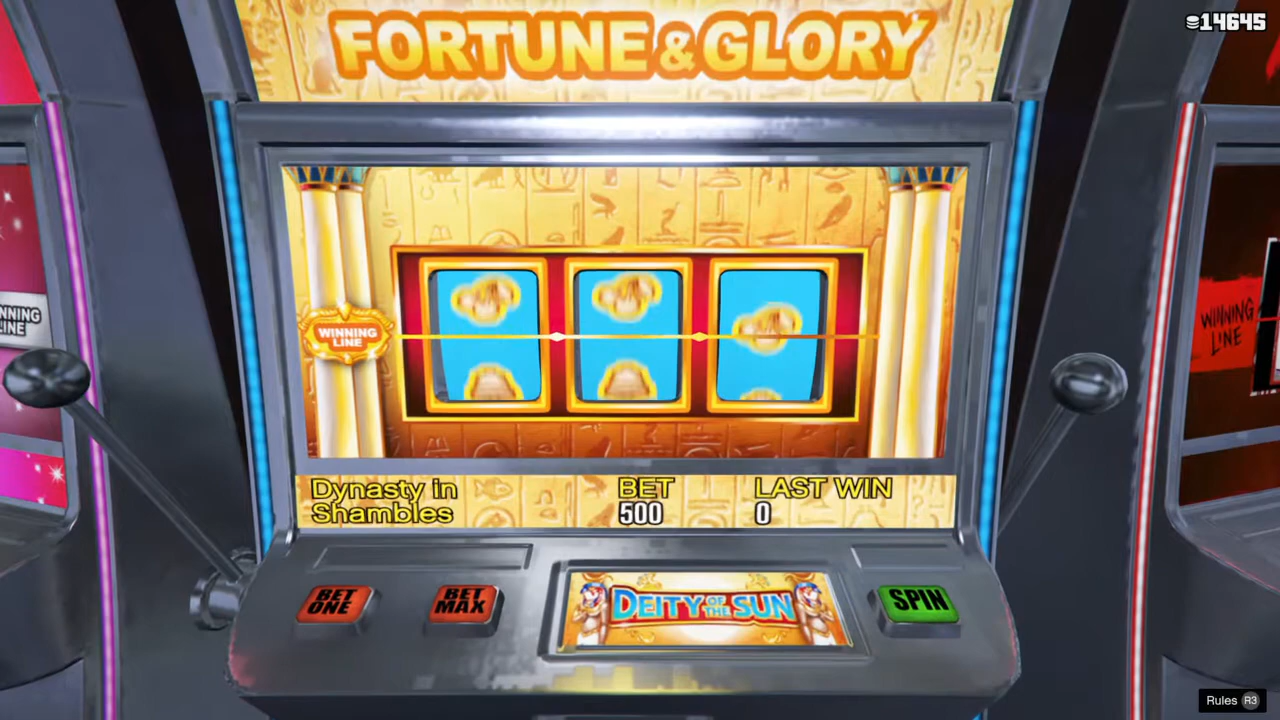 14645
FORTUNE & GLORY
WINNING
LINE
NNING
LINE
WINNING
LINE
Dynasty in
Shambles
BET
500
LAST WIN
0
BET
ONE
BET
MAX
DEITY OF THE SUN
SPIN
Rules R3